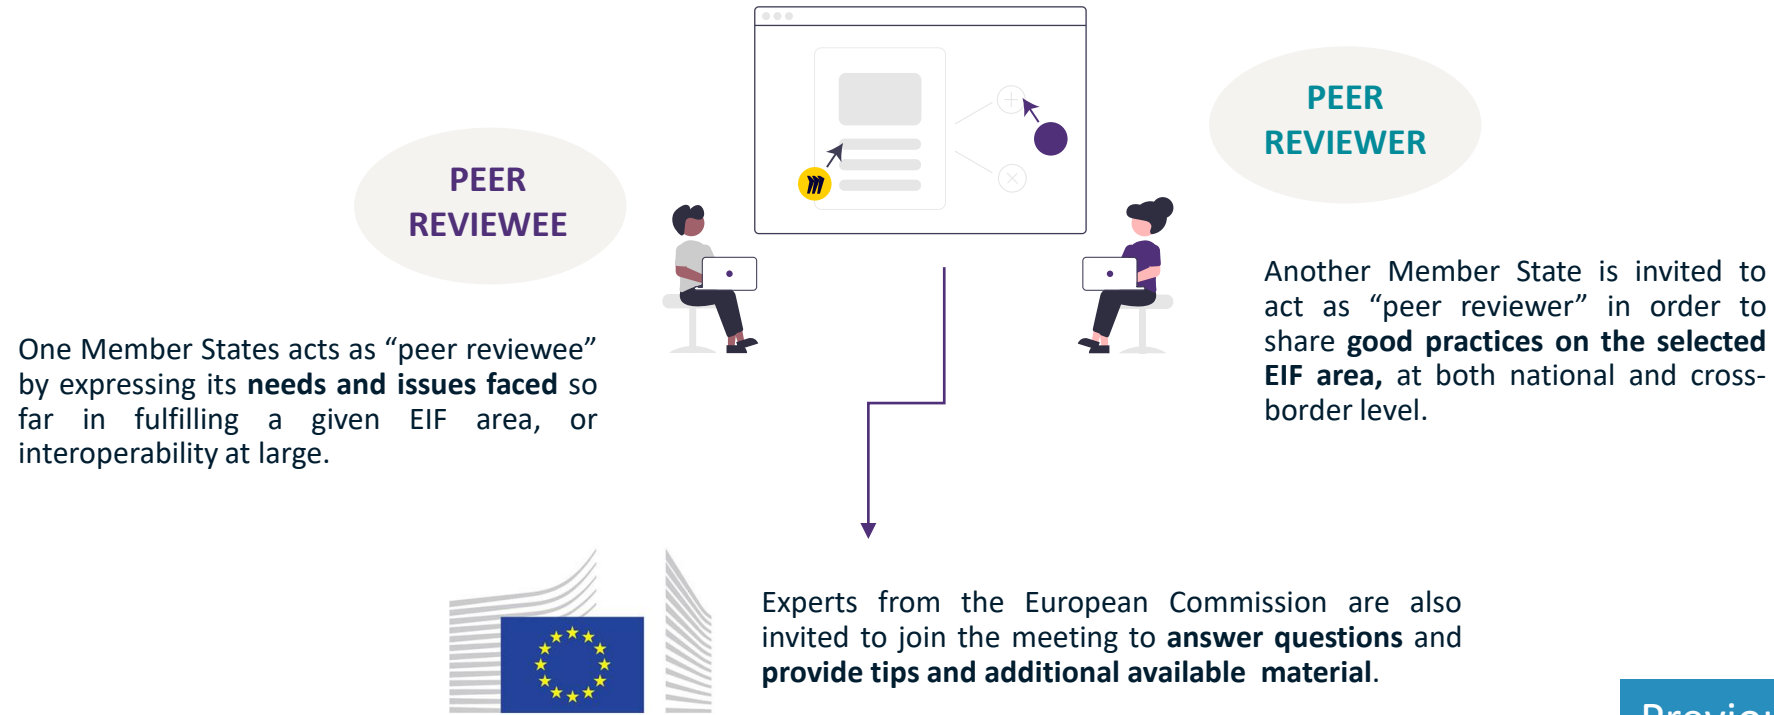 PEER
REVIEWEE
One Member States acts as “peer reviewee”
by expressing its needs and issues faced so
far in fulfilling a given EIF area, or
interoperability at large.
PEER
REVIEWER
Another Member State is invited to
act as “peer reviewer” in order to
share good practices on the selected
EIF area, at both national and cross-
border level.
Experts from the European Commission are also
invited to join the meeting to answer questions and
provide tips and additional available material.